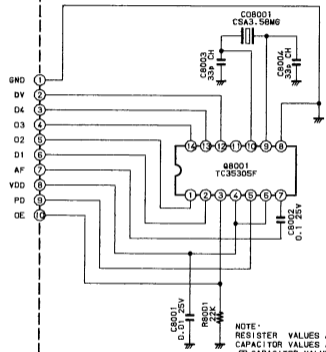 CO8001
CSA3.58MG
C8003
33p CH
C8004
33p CH
GND 1
DV 2
D4 3
D3 4
D2 5
D1 6
AF 7
VDD 8
PD 9
OE 10
14 13 12 11 10 9 8
Q8001
TC35305F
1 2 3 4 5 6 7
C8002
0.1 25V
C8001
0.01 25V
R8001
22K
NOTE·
RESISTER VALUES
CAPACITOR VALUES